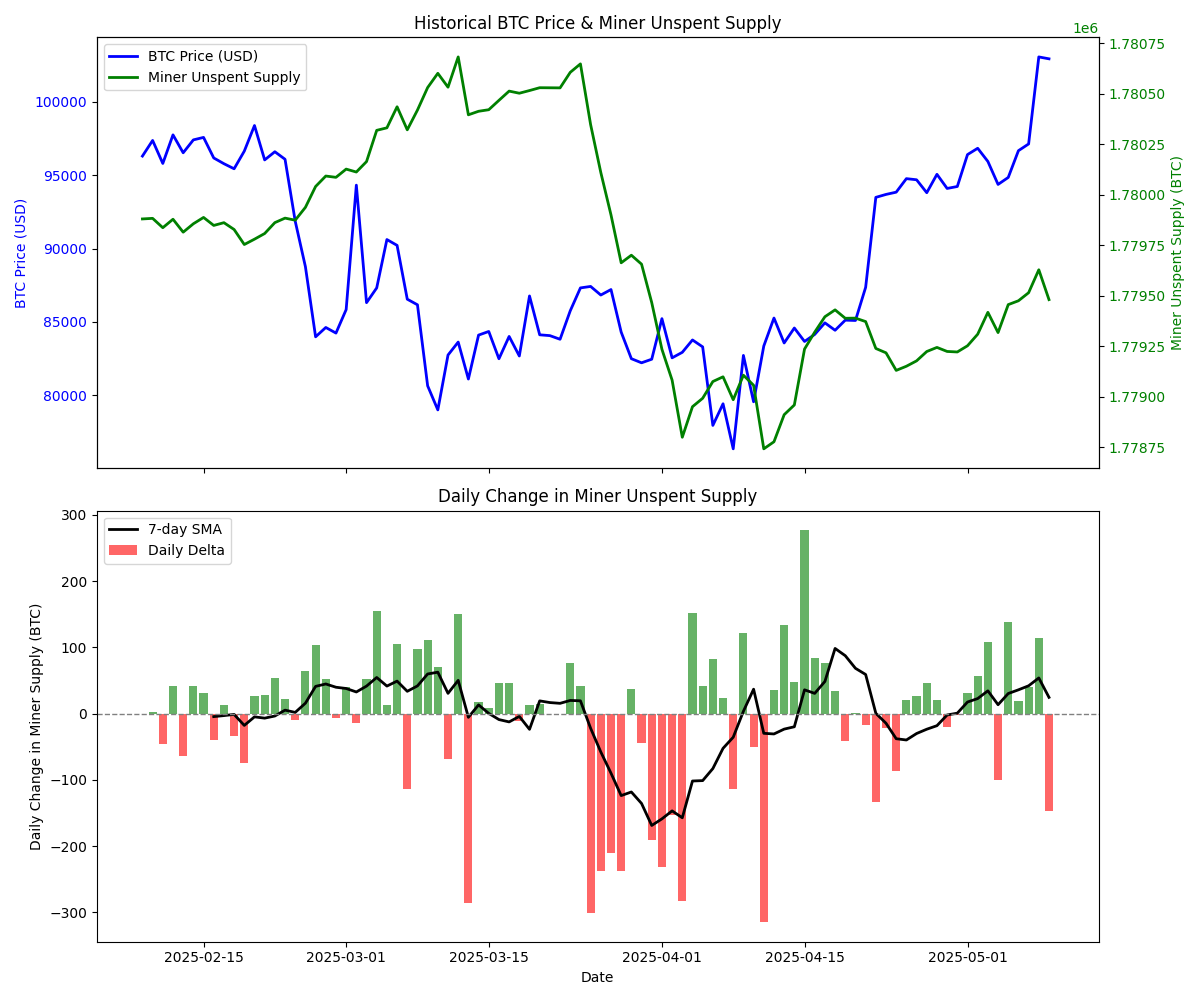 Historical BTC Price & Miner Unspent Supply
1e6
BTC Price (USD)
Miner Unspent Supply
100000
95000
90000
85000
80000
BTC Price (USD)
1.78075
1.78050
1.78025
1.78000
1.77975
1.77950
1.77925
1.77900
1.77875
Miner Unspent Supply (BTC)
Daily Change in Miner Unspent Supply
7-day SMA
Daily Delta
300
200
100
0
−100
−200
−300
Daily Change in Miner Supply (BTC)
2025-02-15
2025-03-01
2025-03-15
2025-04-01
2025-04-15
2025-05-01
Date